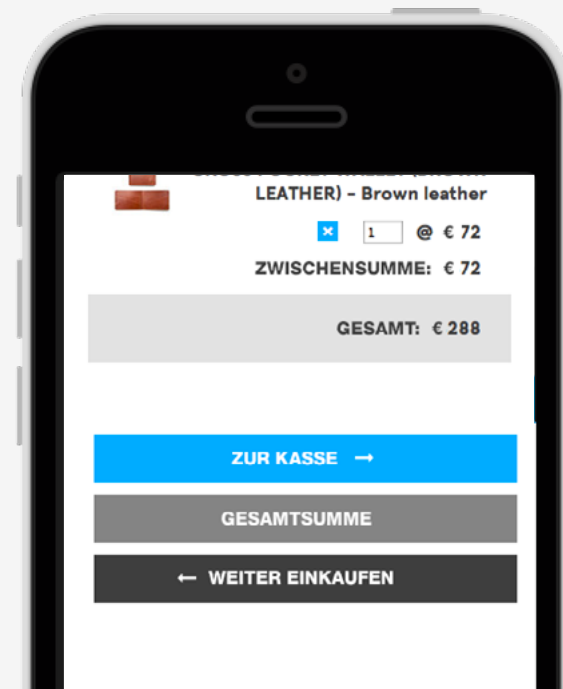 LEATHER) – Brown leather
× 1 @ € 72
ZWISCHENSUMME: € 72
GESAMT: € 288
ZUR KASSE →
GESAMTSUMME
← WEITER EINKAUFEN